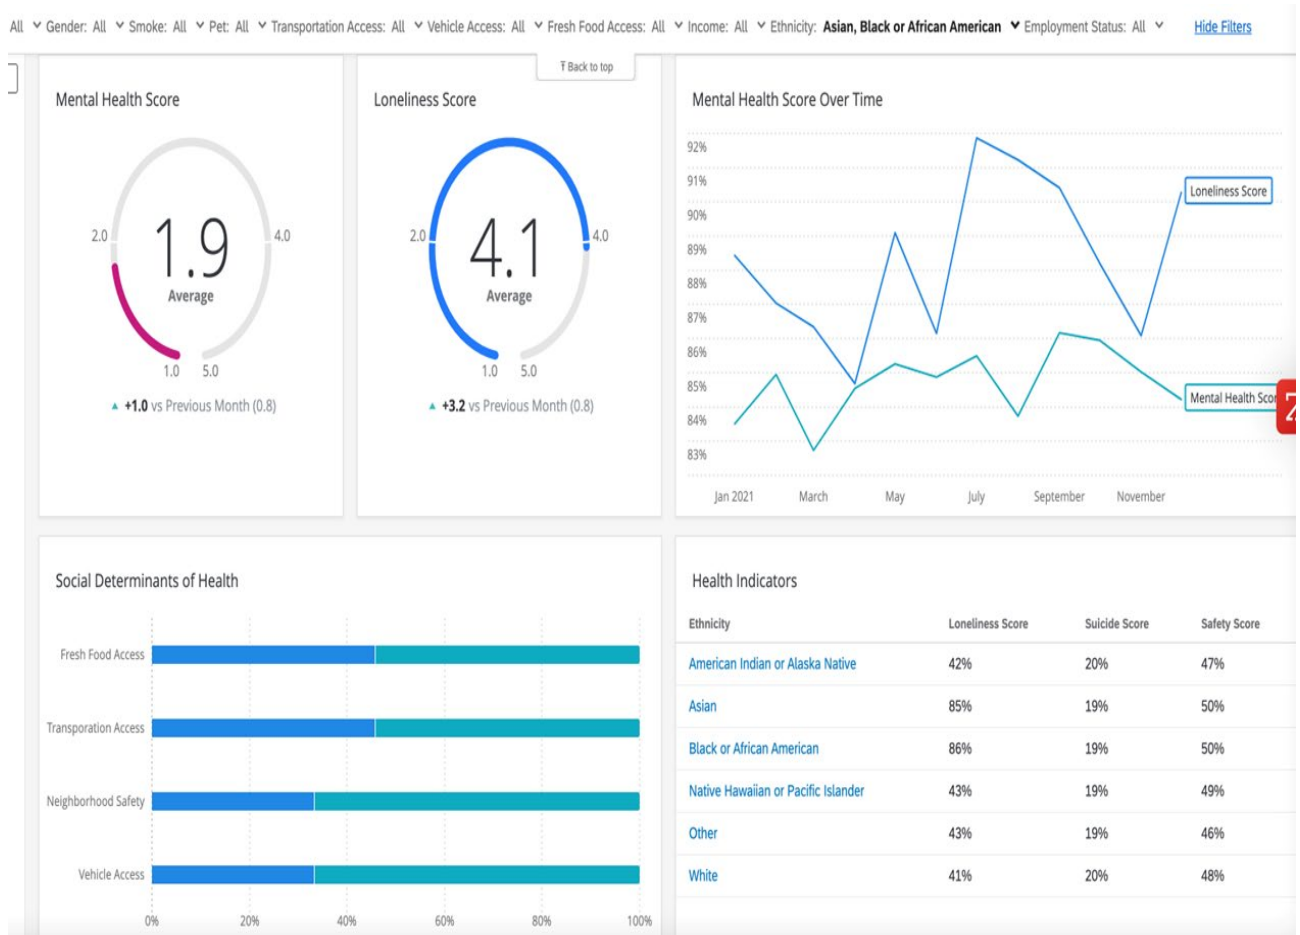 All Gender: All Smoke: All Pet: All Transportation Access: All Vehicle Access: All Fresh Food Access: All Income: All Ethnicity: Asian, Black or African American Employment Status: All Hide Filters
Back to top
Mental Health Score
2.0
4.0
1.9
Average
1.0 5.0
+1.0 vs Previous Month (0.8)
Loneliness Score
2.0
4.0
4.1
Average
1.0 5.0
+3.2 vs Previous Month (0.8)
Mental Health Score Over Time
92%
91%
90%
89%
88%
87%
86%
85%
84%
83%
Loneliness Score
Mental Health Scor
Jan 2021 March May July September November
Social Determinants of Health
Fresh Food Access
Transporation Access
Neighborhood Safety
Vehicle Access
0% 20% 40% 60% 80% 100%
Health Indicators
Ethnicity Loneliness Score Suicide Score Safety Score
American Indian or Alaska Native 42% 20% 47%
Asian 85% 19% 50%
Black or African American 86% 19% 50%
Native Hawaiian or Pacific Islander 43% 19% 49%
Other 43% 19% 46%
White 41% 20% 48%